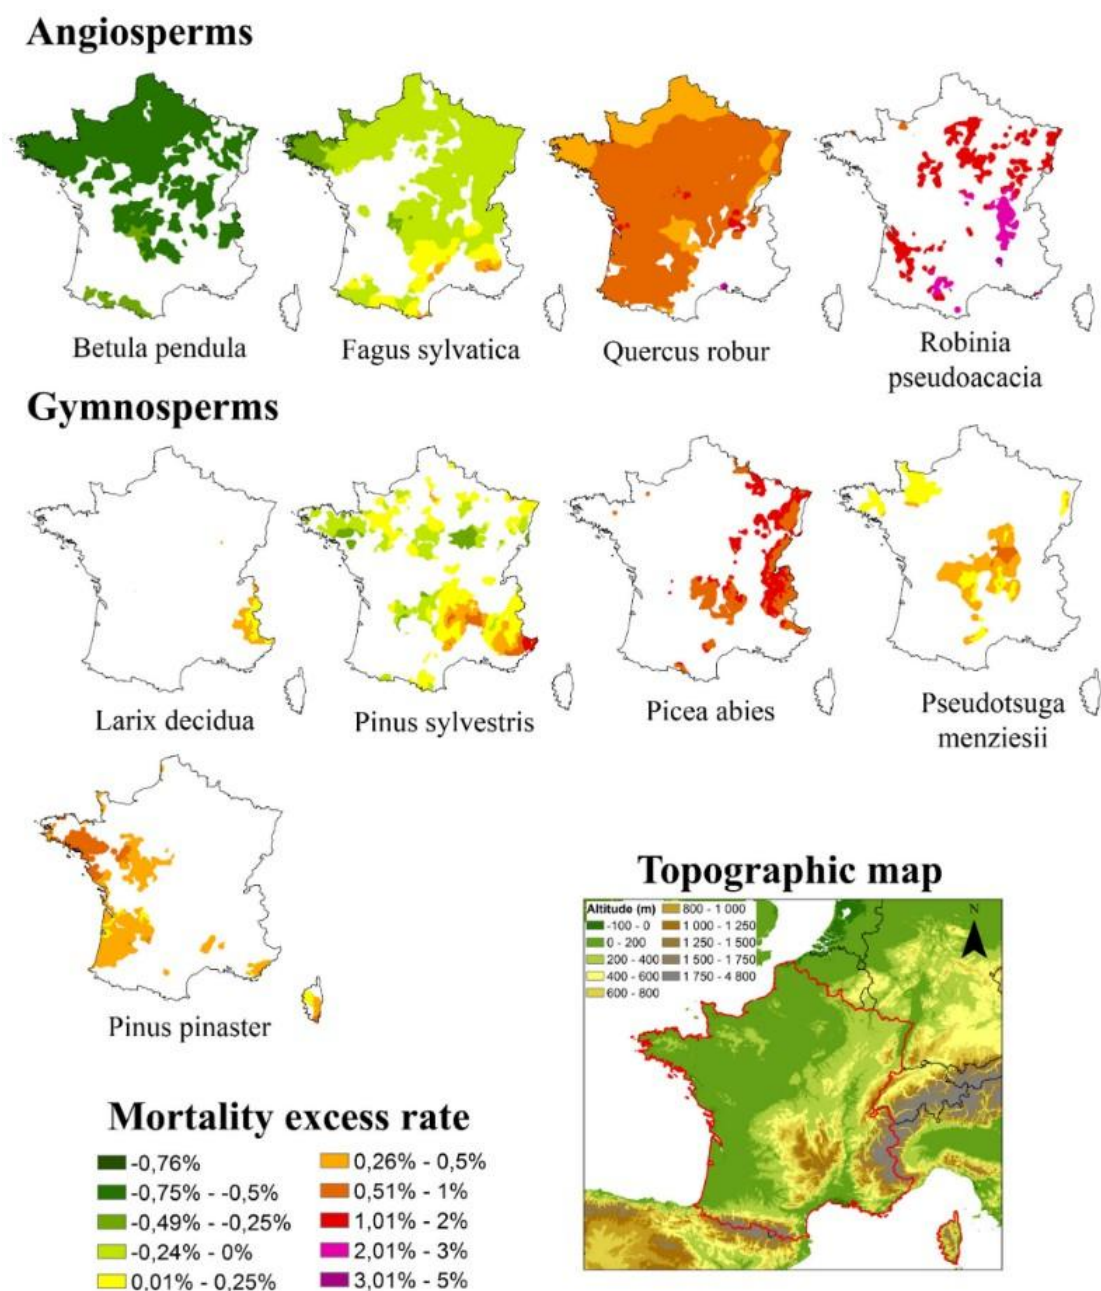 Angiosperms
Betula pendula
Fagus sylvatica
Quercus robur
Robinia
pseudoacacia
Gymnosperms
Larix decidua
Pinus sylvestris
Picea abies
Pseudotsuga
menziesii
Pinus pinaster
Topographic map
Altitude (m)
-100 - 0
0 - 200
200 - 400
400 - 600
600 - 800
800 - 1 000
1 000 - 1 250
1 250 - 1 500
1 500 - 1 750
1 750 - 4 800
N
Mortality excess rate
-0,76%
-0,75% - -0,5%
-0,49% - -0,25%
-0,24% - 0%
0,01% - 0,25%
0,26% - 0,5%
0,51% - 1%
1,01% - 2%
2,01% - 3%
3,01% - 5%